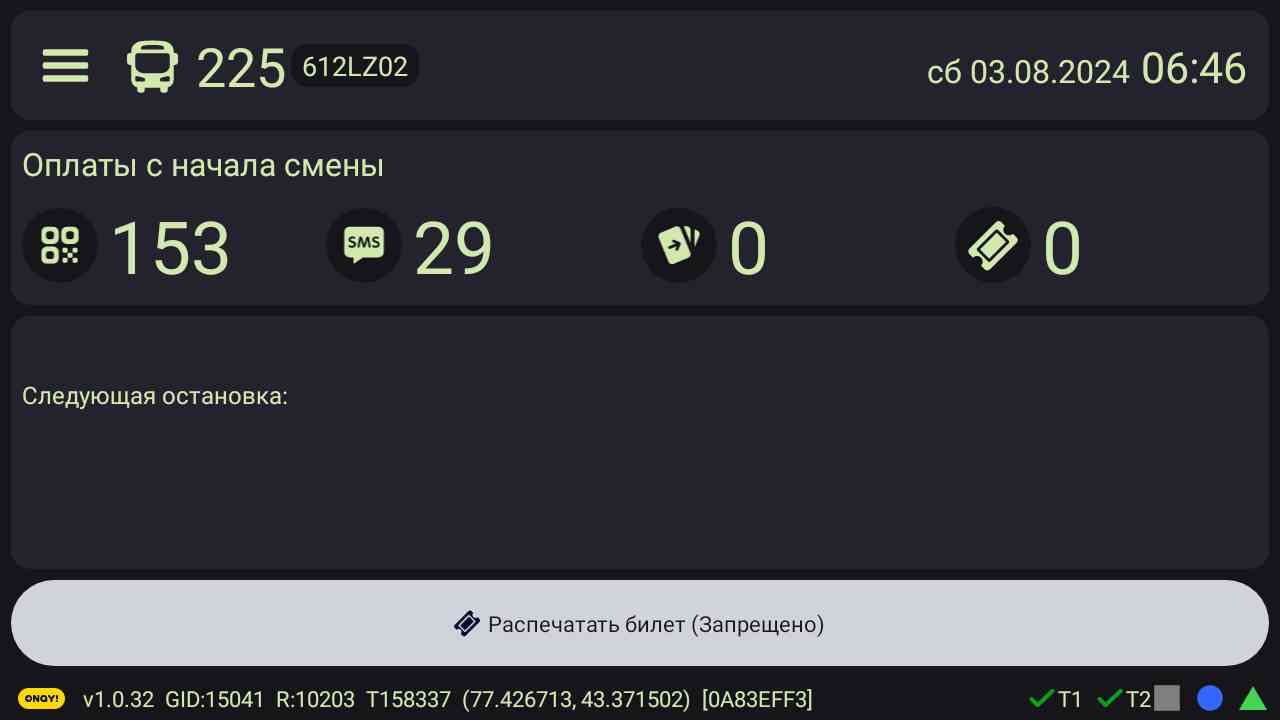 225 612LZ02 сб 03.08.2024 06:46
Оплаты с начала смены
153 SMS 29 0 0
Следующая остановка:
Распечатать билет (Запрещено)
ONAY! v1.0.32 GID:15041 R:10203 T158337 (77.426713, 43.371502) [0A83EFF3] T1 T2